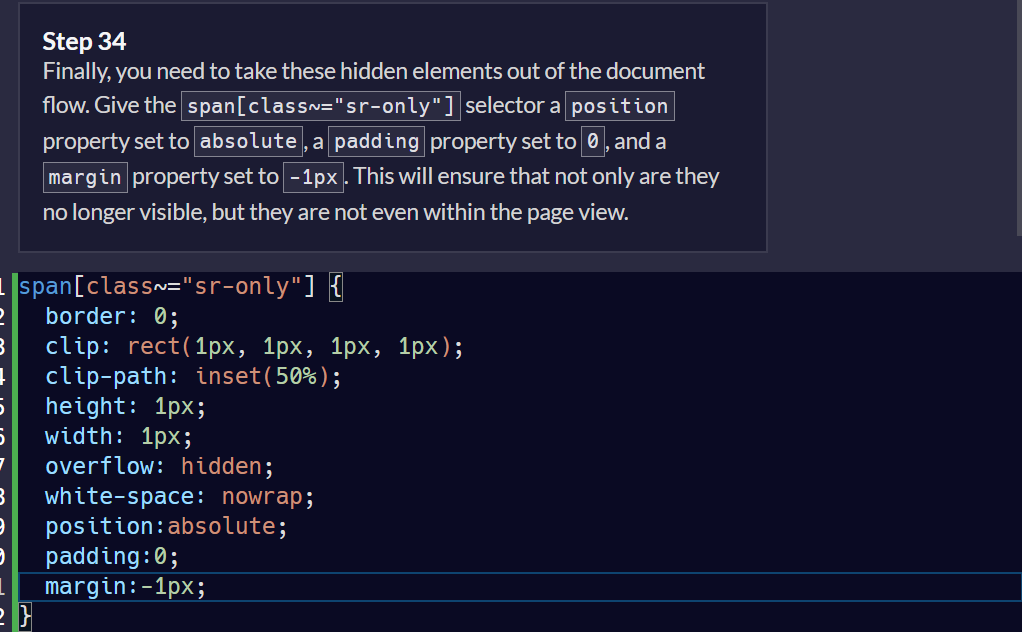 Step 34
Finally, you need to take these hidden elements out of the document
flow. Give the span[class~="sr-only"] selector a position
property set to absolute, a padding property set to 0, and a
margin property set to -1px. This will ensure that not only are they
no longer visible, but they are not even within the page view.
1 span[class~="sr-only"] {
2 border: 0;
3 clip: rect(1px, 1px, 1px, 1px);
4 clip-path: inset(50%);
5 height: 1px;
6 width: 1px;
7 overflow: hidden;
8 white-space: nowrap;
9 position:absolute;
0 padding:0;
1 margin:-1px;
2 }